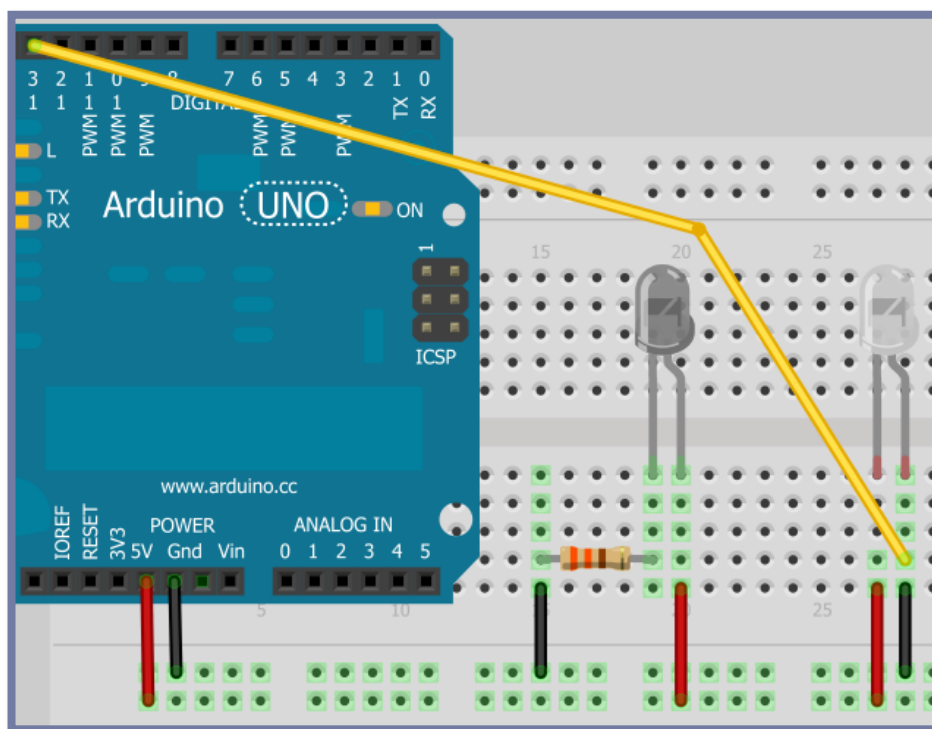 3 2 1 0 9 8 7 6 5 4 3 2 1 0
1 1 1 1
DIGITAL
PWM PWM PWM PWM PWM PWM
TX RX
L
TX
RX
Arduino UNO ON
1
ICSP
15 20 25
www.arduino.cc
POWER ANALOG IN
IOREF RESET 3V3 5V Gnd Vin 0 1 2 3 4 5
5 10 25